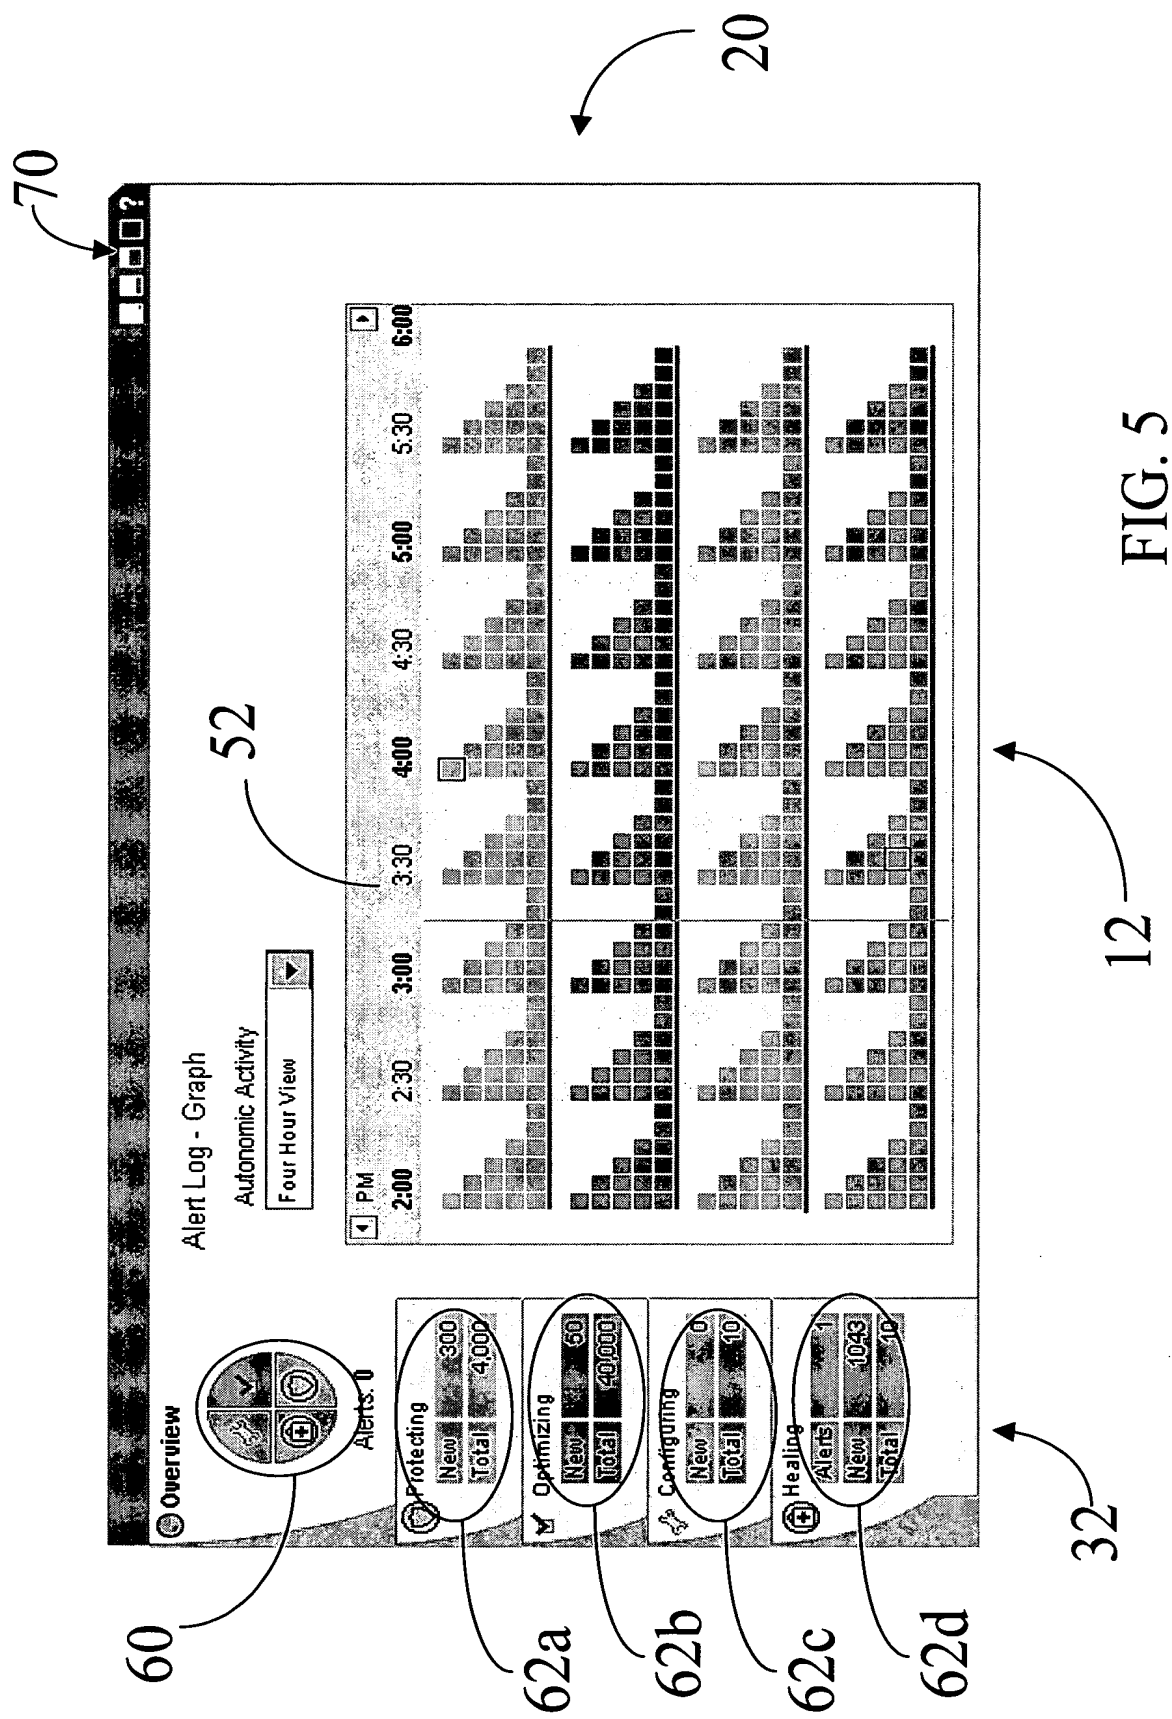 70
20
?
Overview
60
Alerts: 0
Alert Log - Graph
Autonomic Activity
Four Hour View
52
PM
2:00 2:30 3:00 3:30 4:00 4:30 5:00 5:30 6:00
Protecting
New 300
Total 4,000
62a
Optimizing
New 50
Total 40,000
62b
Configuring
New 0
Total 10
62c
Healing
Alerts 1
New 1043
Total 10
62d
32
12
FIG. 5